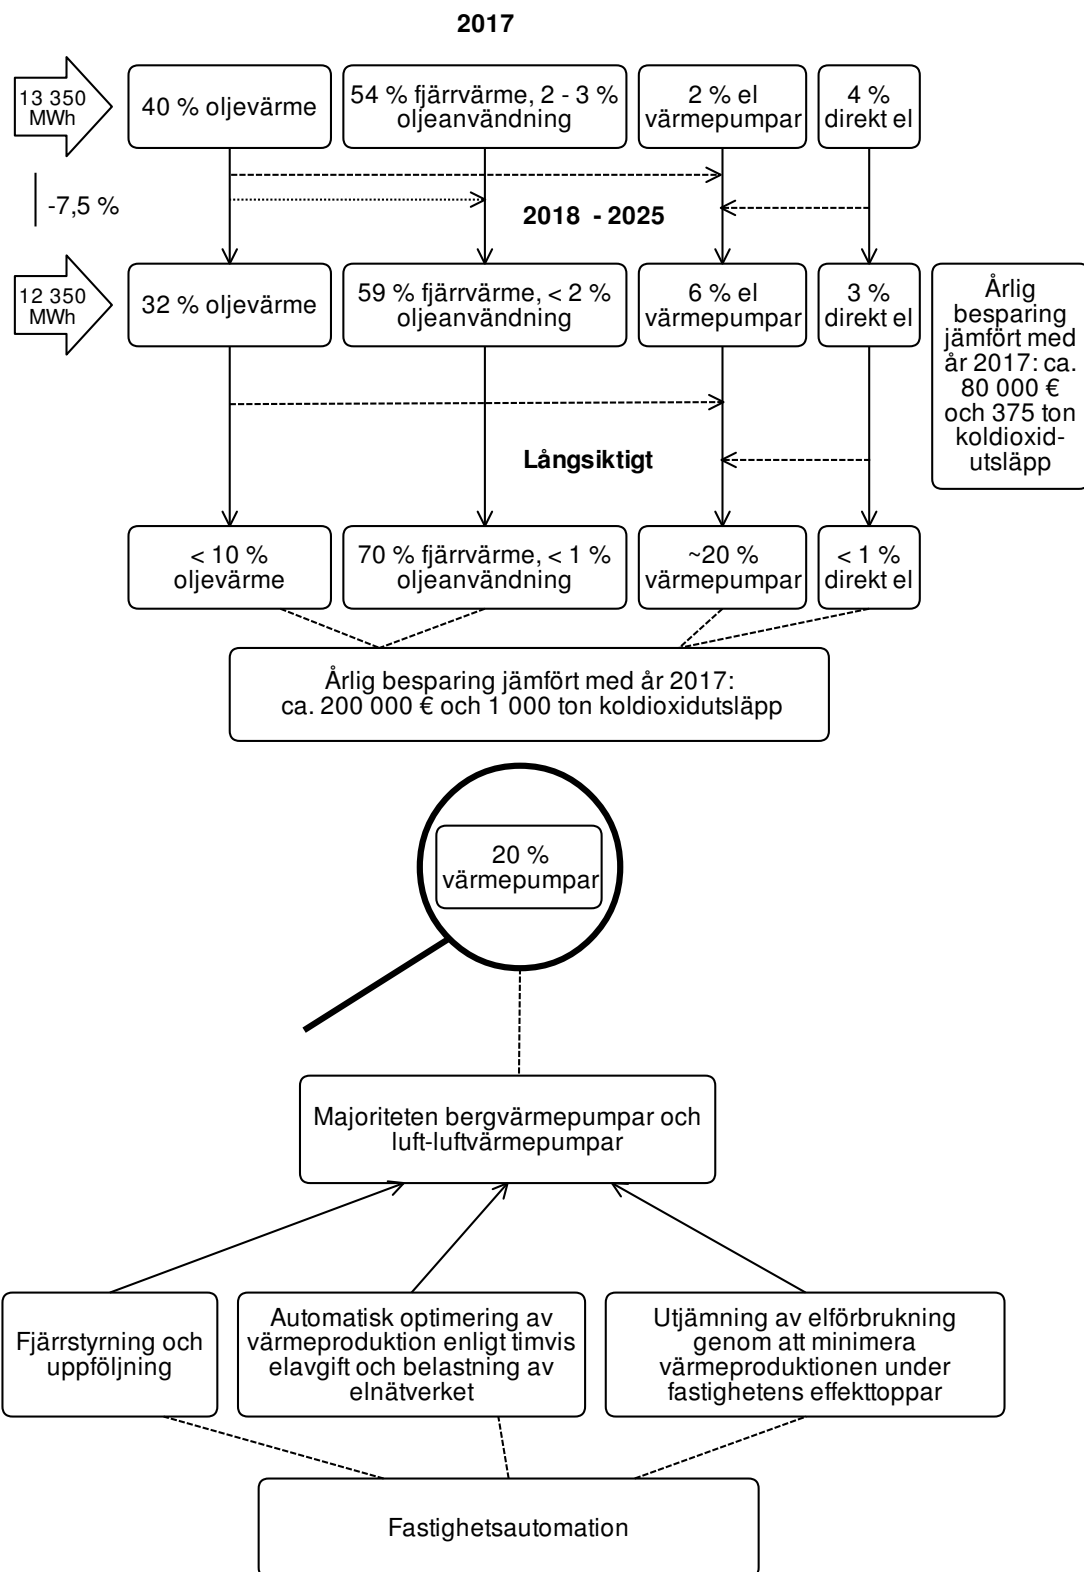 2017
13 350
MWh
40 % oljevärme
54 % fjärrvärme, 2 - 3 %
oljeanvändning
2 % el
värmepumpar
4 %
direkt el
-7,5 %
2018 - 2025
12 350
MWh
32 % oljevärme
59 % fjärrvärme, < 2 %
oljeanvändning
6 % el
värmepumpar
3 %
direkt el
Årlig
besparing
jämfört med
år 2017: ca.
80 000 €
och 375 ton
koldioxid-
utsläpp
Långsiktigt
< 10 %
oljevärme
70 % fjärrvärme, < 1 %
oljeanvändning
~20 %
värmepumpar
< 1 %
direkt el
Årlig besparing jämfört med år 2017:
ca. 200 000 € och 1 000 ton koldioxidutsläpp
20 %
värmepumpar
Majoriteten bergvärmepumpar och
luft-luftvärmepumpar
Fjärrstyrning och
uppföljning
Automatisk optimering av
värmeproduktion enligt timvis
elavgift och belastning av
elnätverket
Utjämning av elförbrukning
genom att minimera
värmeproduktionen under
fastighetens effekttoppar
Fastighetsautomation